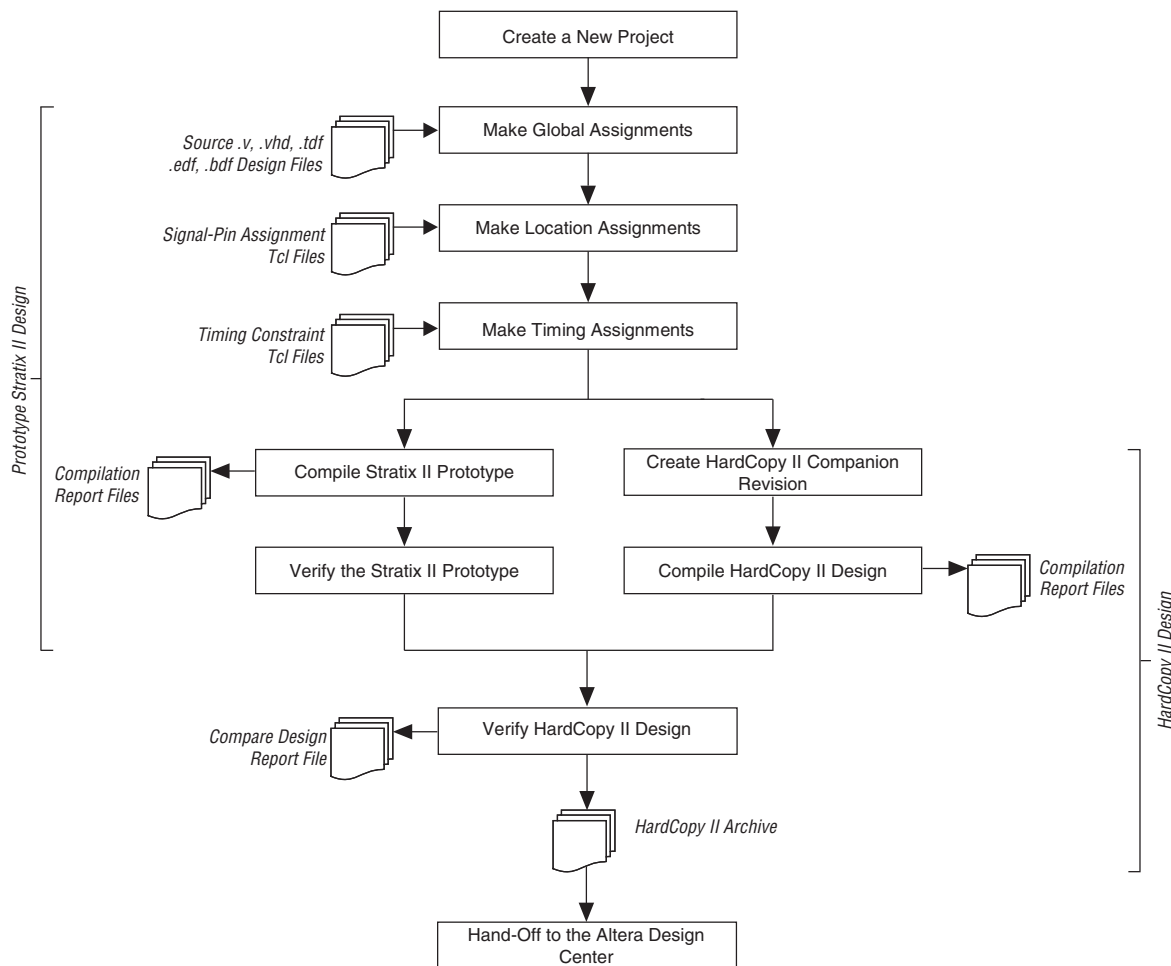 Create a New Project
Make Global Assignments
Source .v, .vhd, .tdf
.edf, .bdf Design Files
Make Location Assignments
Signal-Pin Assignment
Tcl Files
Prototype Stratix II Design
Make Timing Assignments
Timing Constraint
Tcl Files
Compile Stratix II Prototype
Compilation
Report Files
Create HardCopy II Companion
Revision
Verify the Stratix II Prototype
Compile HardCopy II Design
Compilation
Report Files
HardCopy II Design
Verify HardCopy II Design
Compare Design
Report File
HardCopy II Archive
Hand-Off to the Altera Design
Center